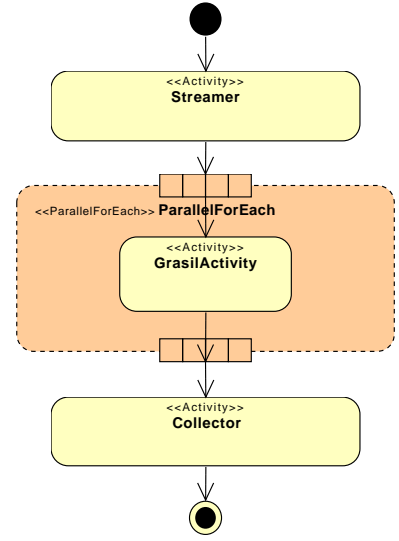 <<Activity>>
Streamer
<<ParallelForEach>> ParallelForEach
<<Activity>>
GrasilActivity
<<Activity>>
Collector